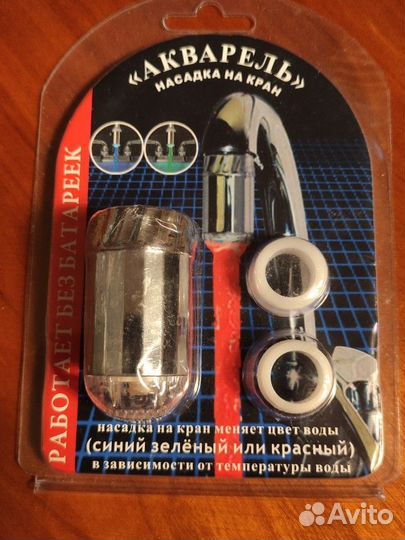 «АКВАРЕЛЬ»
НАСАДКА НА КРАН
РАБОТАЕТ БЕЗ БАТАРЕЕК
насадка на кран меняет цвет воды
(синий зелёный или красный)
в зависимости от температуры воды
Avito